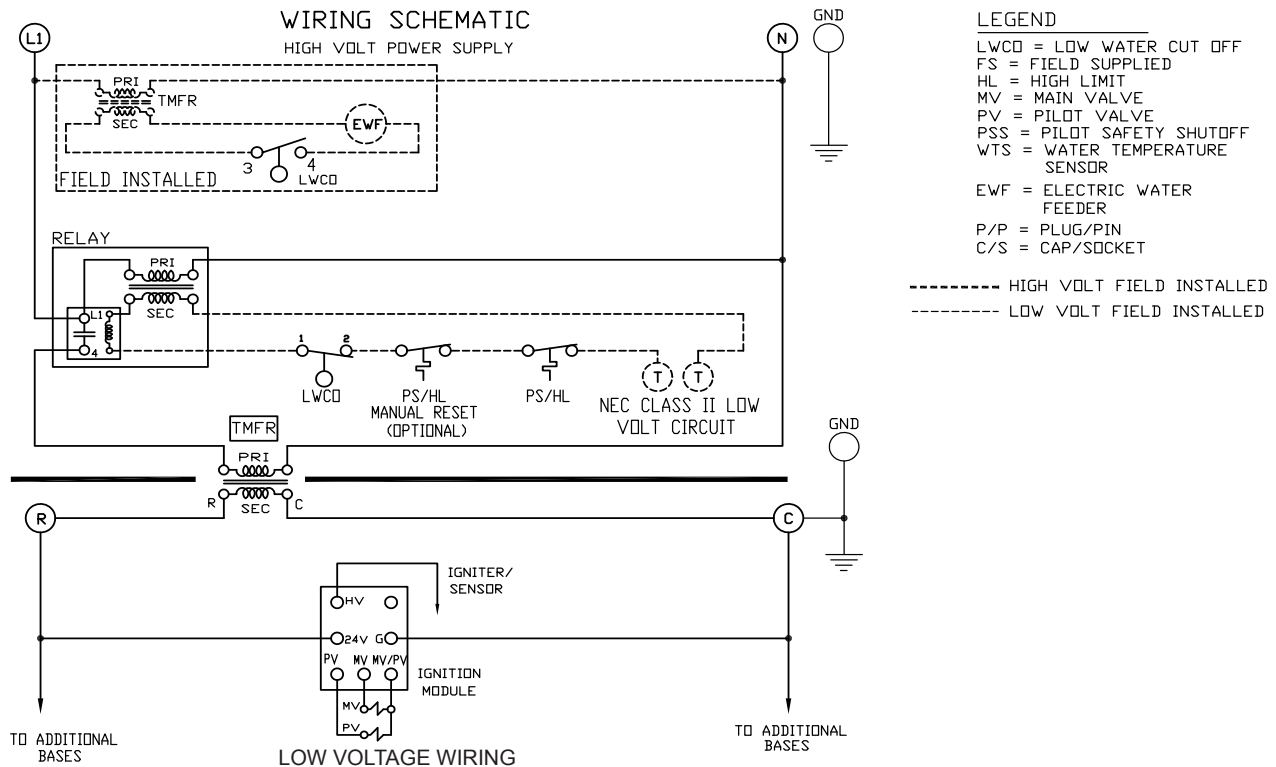 WIRING SCHEMATIC
HIGH VOLT POWER SUPPLY
L1
N
GND
PRI
TMFR
SEC
EWF
3
4
LWCO
FIELD INSTALLED
RELAY
PRI
SEC
L1
4
1
2
LWCO
PS/HL
MANUAL RESET
(OPTIONAL)
PS/HL
T
T
NEC CLASS II LOW
VOLT CIRCUIT
TMFR
PRI
R
SEC
C
R
C
GND
IGNITER/
SENSOR
HV
24V
G
PV
MV
MV/PV
IGNITION
MODULE
MV
PV
TO ADDITIONAL
BASES
TO ADDITIONAL
BASES
LOW VOLTAGE WIRING
LEGEND
LWCO = LOW WATER CUT OFF
FS = FIELD SUPPLIED
HL = HIGH LIMIT
MV = MAIN VALVE
PV = PILOT VALVE
PSS = PILOT SAFETY SHUTOFF
WTS = WATER TEMPERATURE
SENSOR
EWF = ELECTRIC WATER
FEEDER
P/P = PLUG/PIN
C/S = CAP/SOCKET
HIGH VOLT FIELD INSTALLED
LOW VOLT FIELD INSTALLED